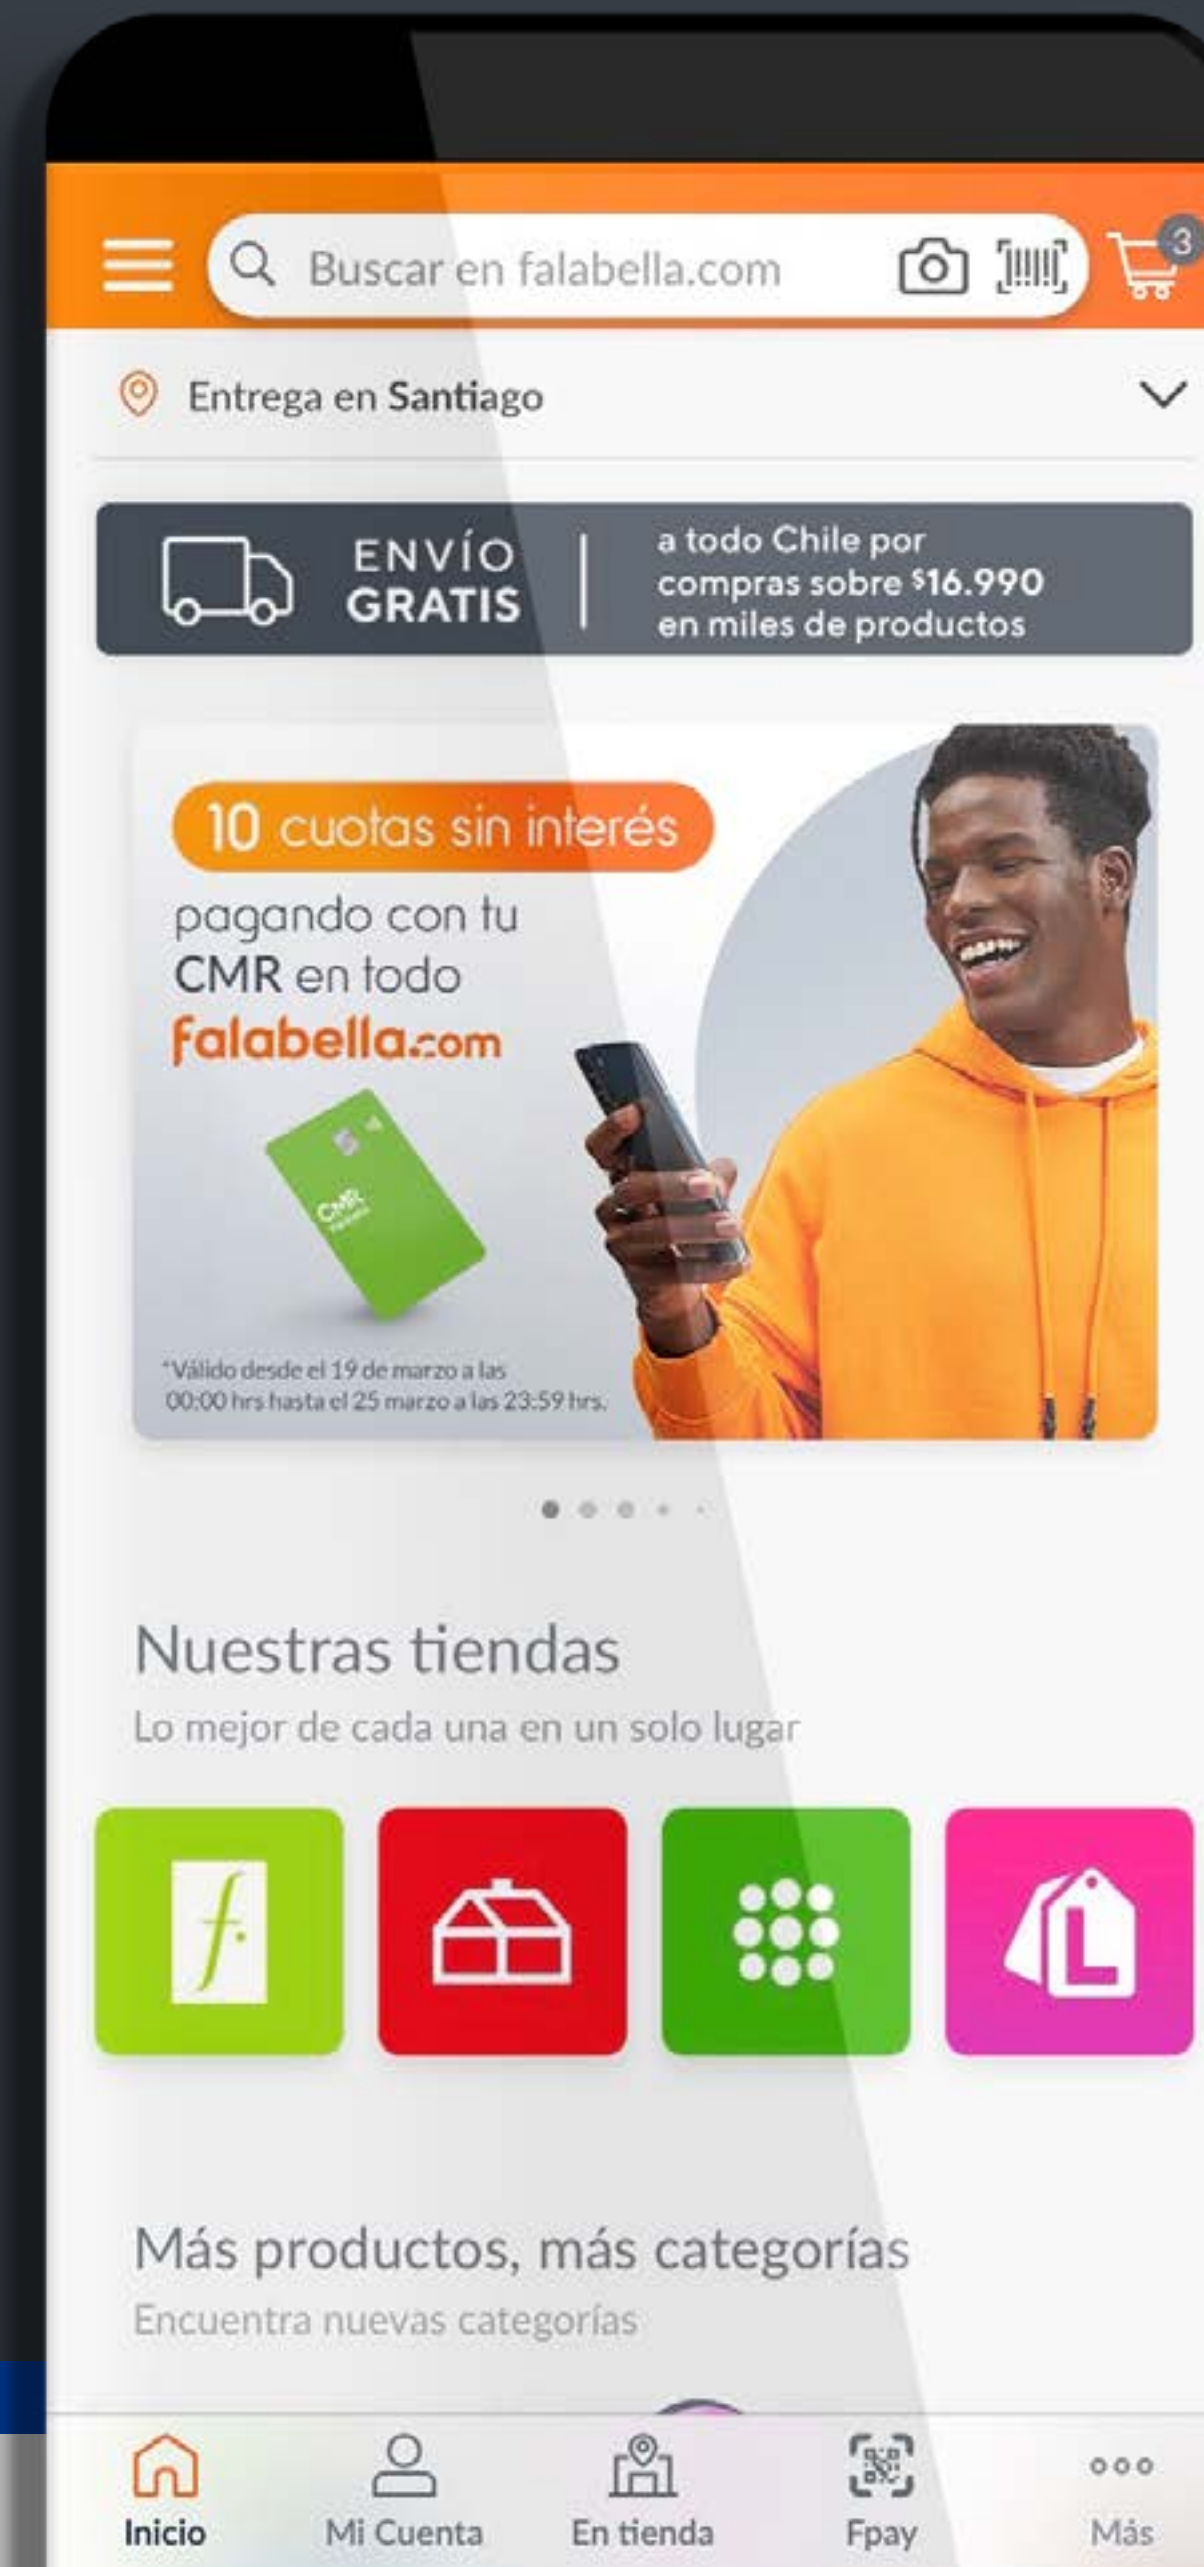 Buscar en falabella.com
3
Entrega en Santiago
ENVÍO
GRATIS
a todo Chile por
compras sobre $16.990
en miles de productos
10 cuotas sin interés
pagando con tu
CMR en todo
falabella.com
CMR
*Válido desde el 19 de marzo a las
00:00 hrs hasta el 25 marzo a las 23:59 hrs.
Nuestras tiendas
Lo mejor de cada una en un solo lugar
f.
L
Más productos, más categorías
Encuentra nuevas categorías
Inicio
Mi Cuenta
En tienda
Fpay
Más